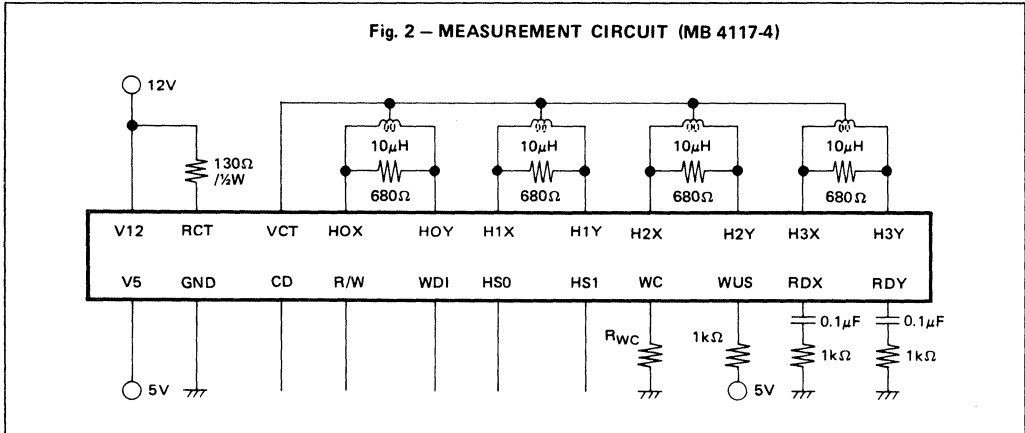 Fig. 2 — MEASUREMENT CIRCUIT (MB 4117-4)
12V
130Ω
/½W
10μH
10μH
10μH
10μH
680Ω
680Ω
680Ω
680Ω
V12 RCT VCT HOX HOY H1X H1Y H2X H2Y H3X H3Y
V5 GND CD R/W WDI HS0 HS1 WC WUS RDX RDY
0.1μF
0.1μF
RWC
1kΩ
1kΩ
1kΩ
5V
5V